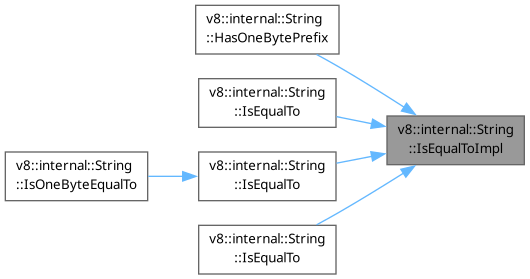 v8::internal::String
::HasOneBytePrefix
v8::internal::String
::IsEqualTo
v8::internal::String
::IsEqualToImpl
v8::internal::String
::IsOneByteEqualTo
v8::internal::String
::IsEqualTo
v8::internal::String
::IsEqualTo